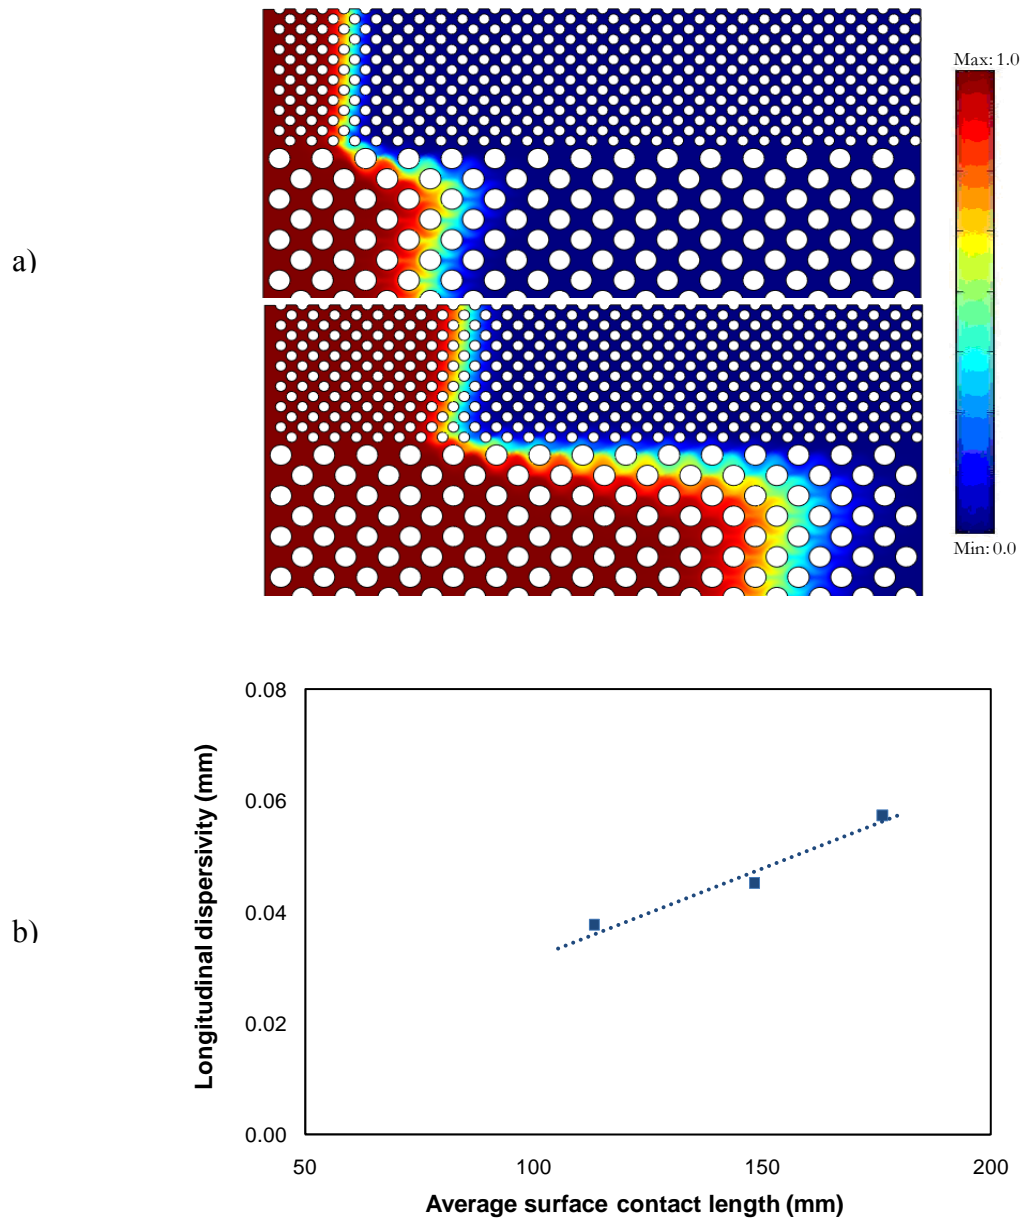 Max: 1.0
a)
Min: 0.0
b)
Longitudinal dispersivity (mm)
0.08
0.06
0.04
0.02
0.00
50
100
150
200
Average surface contact length (mm)